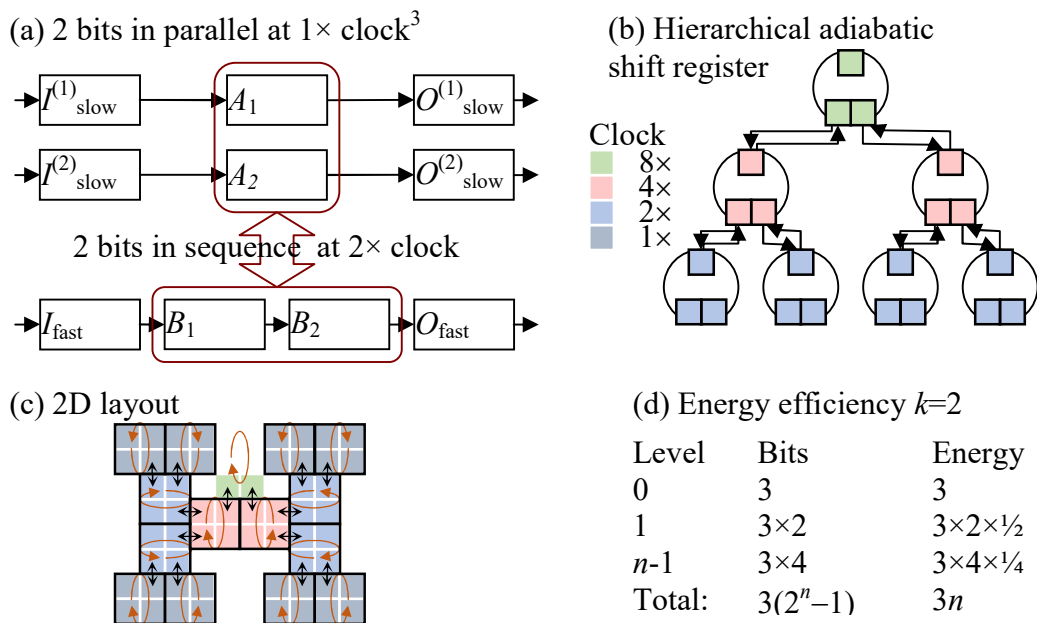 (a) 2 bits in parallel at 1× clock³
I⁽¹⁾slow A₁ O⁽¹⁾slow
I⁽²⁾slow A₂ O⁽²⁾slow
2 bits in sequence at 2× clock
Ifast B₁ B₂ Ofast
(b) Hierarchical adiabatic
shift register
Clock
8×
4×
2×
1×
(c) 2D layout
(d) Energy efficiency k=2
Level Bits Energy
0 3 3
1 3×2 3×2×½
n-1 3×4 3×4×¼
Total: 3(2ⁿ–1) 3n